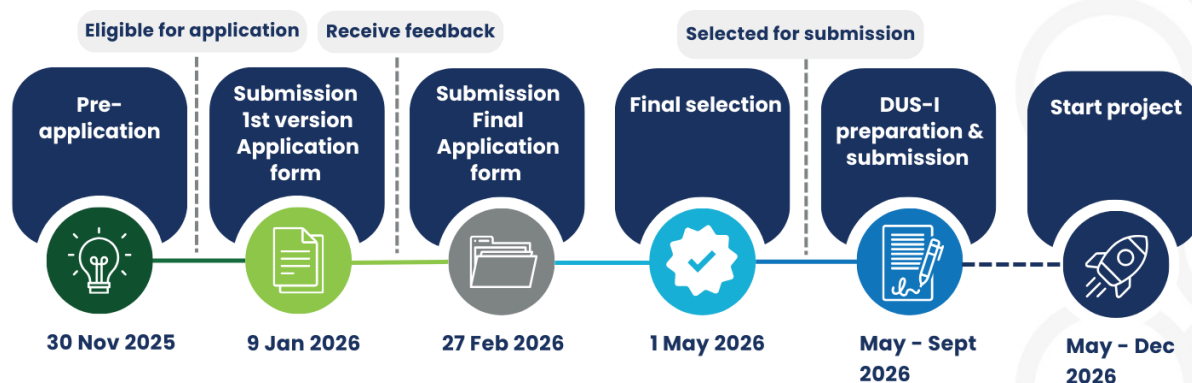 Eligible for application
Receive feedback
Selected for submission
Pre-
application
Submission
1st version
Application
form
Submission
Final
Application
form
Final selection
DUS-I
preparation &
submission
Start project
30 Nov 2025
9 Jan 2026
27 Feb 2026
1 May 2026
May - Sept
2026
May - Dec
2026